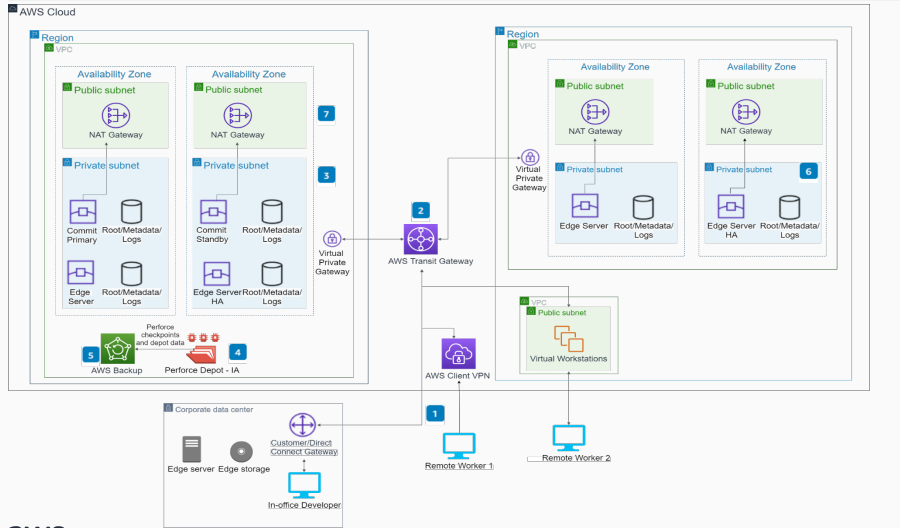 AWS Cloud
Region
VPC
Availability Zone
Public subnet
NAT Gateway
Private subnet
Commit
Primary
Root/Metadata/
Logs
Edge
Server
Root/Metadata/
Logs
Availability Zone
Public subnet
NAT Gateway
Private subnet
Commit
Standby
Root/Metadata/
Logs
Edge Server
HA
Root/Metadata/
Logs
7
3
Virtual
Private
Gateway
5
AWS Backup
Perforce
checkpoints
and depot data
Perforce Depot - IA
4
2
AWS Transit Gateway
AWS Client VPN
Region
VPC
Virtual
Private
Gateway
Availability Zone
Public subnet
NAT Gateway
Private subnet
Edge Server
Root/Metadata/
Logs
Availability Zone
Public subnet
NAT Gateway
Private subnet
6
Edge Server
HA
Root/Metadata/
Logs
VPC
Public subnet
Virtual Workstations
Corporate data center
Edge server
Edge storage
Customer/Direct
Connect Gateway
In-office Developer
1
Remote Worker 1
Remote Worker 2